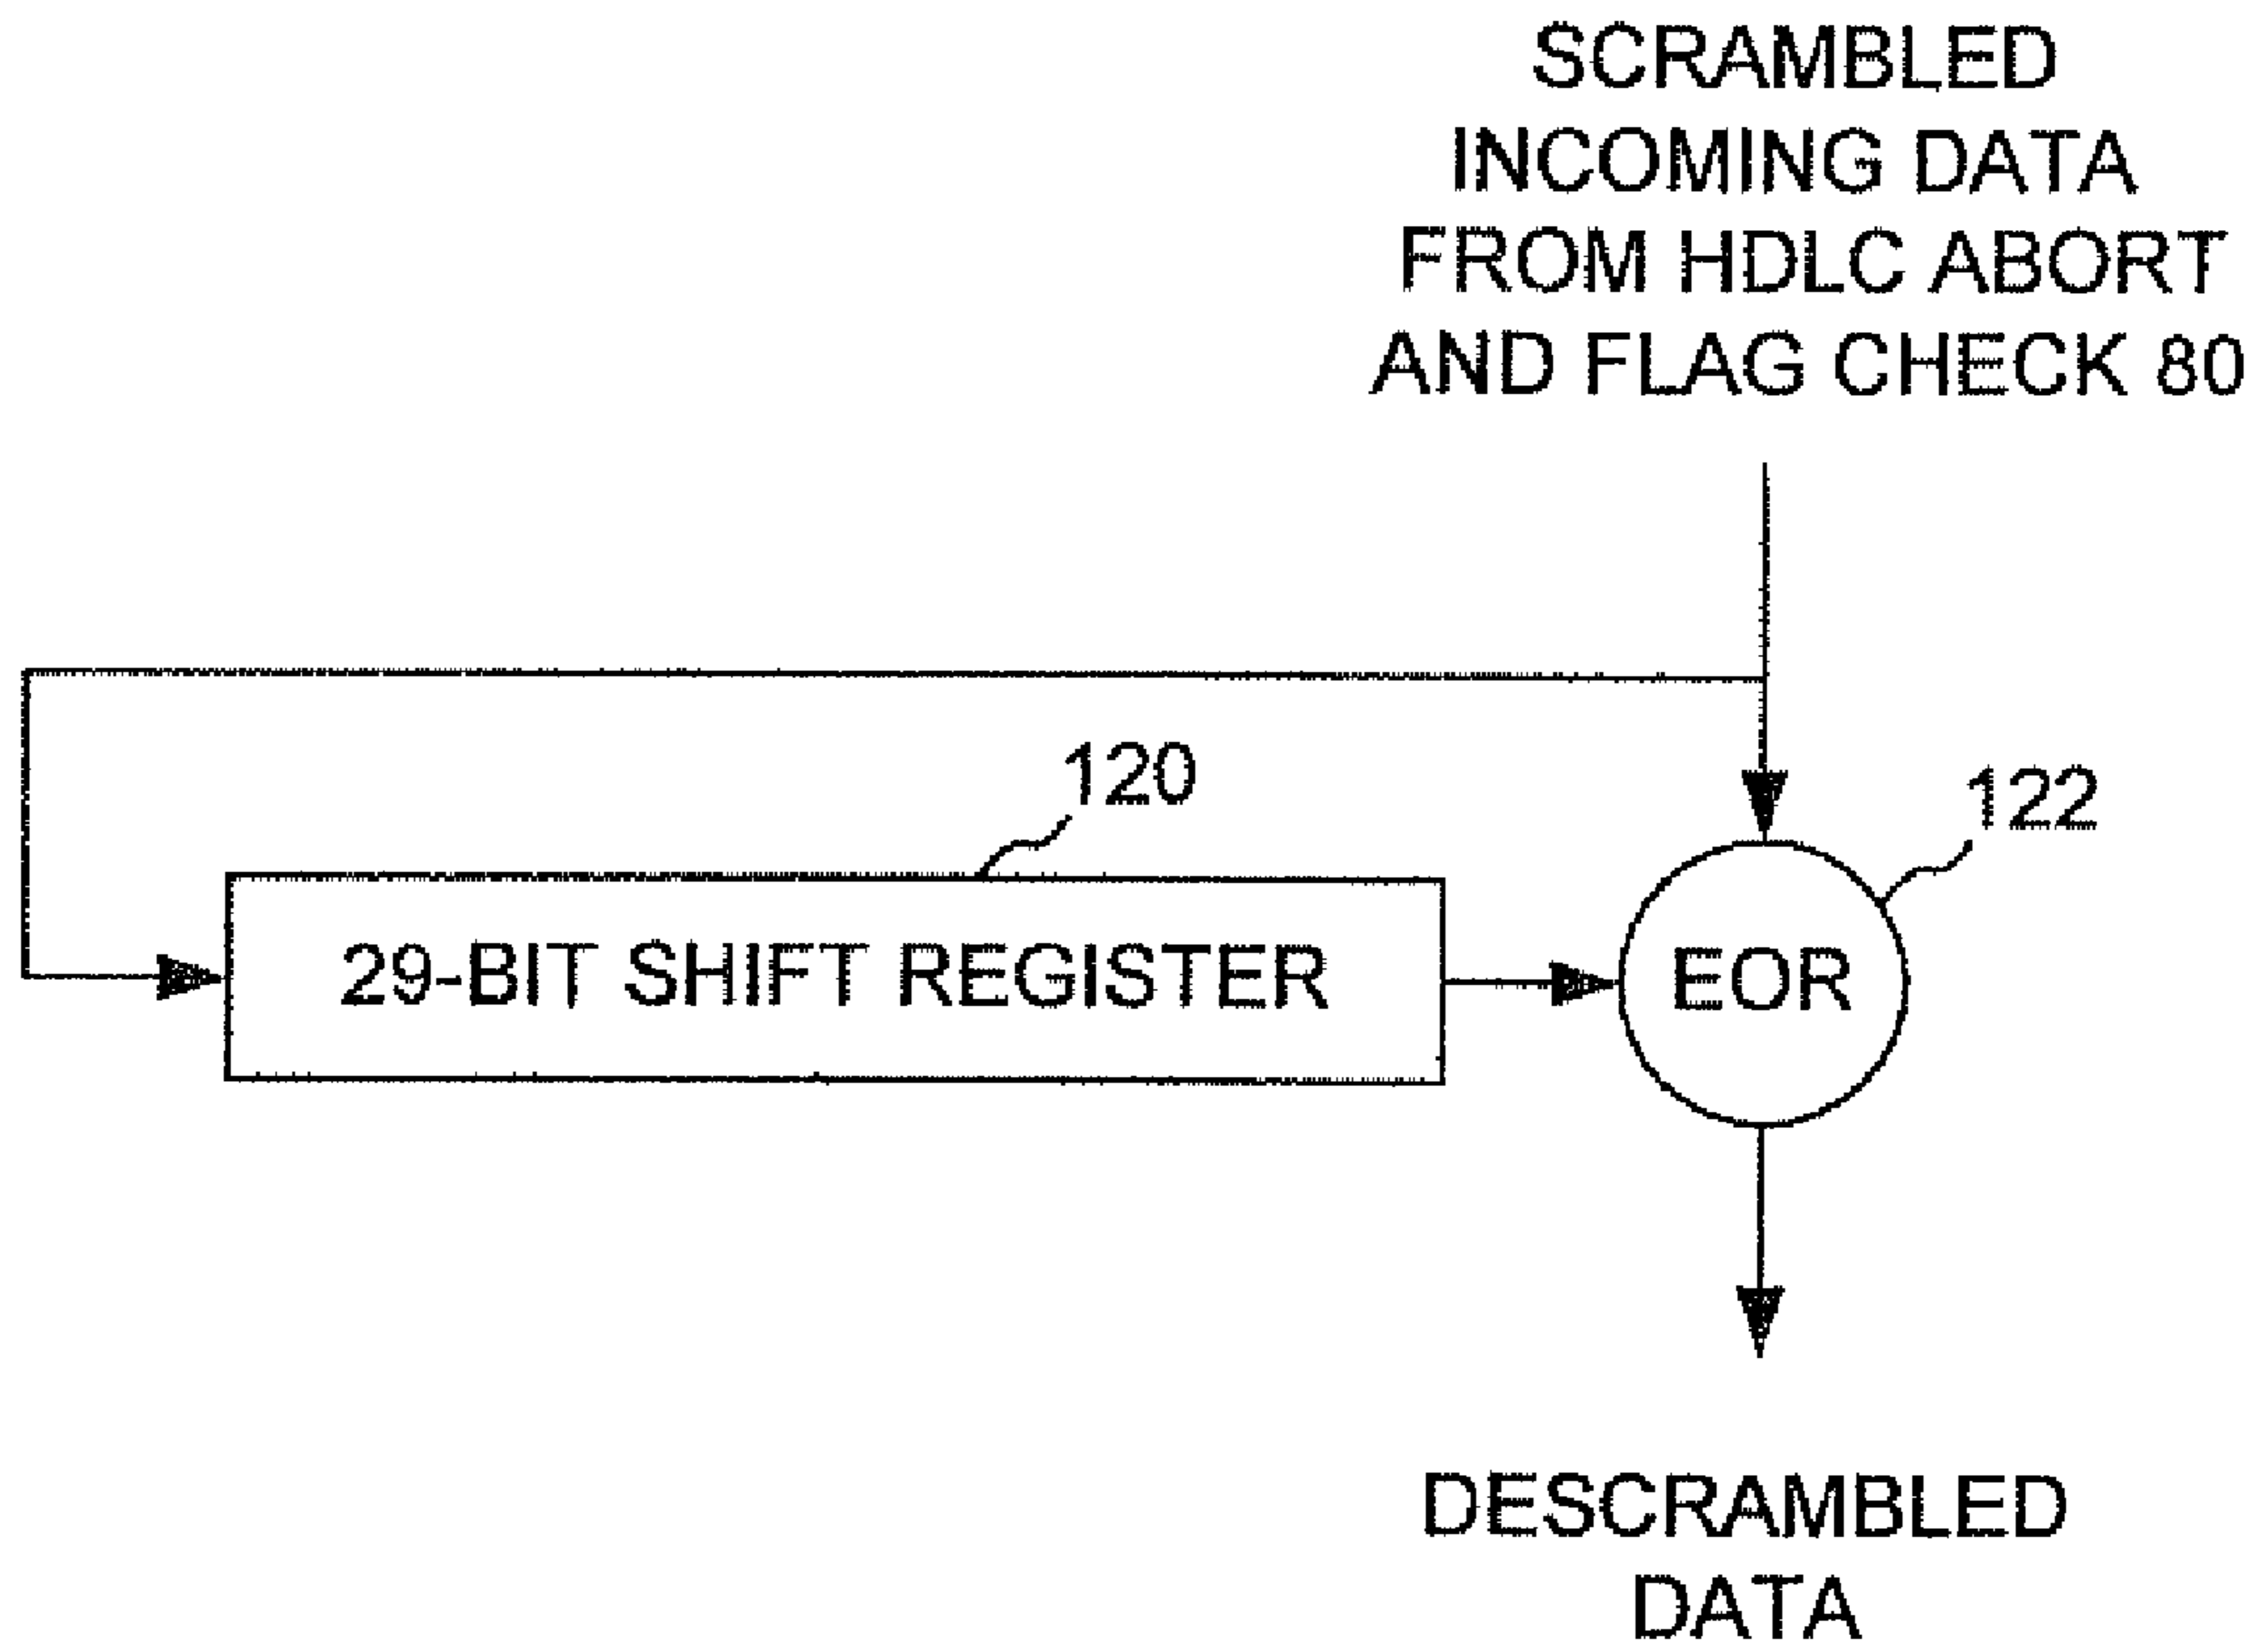 SCRAMBLED
INCOMING DATA
FROM HDLC ABORT
AND FLAG CHECK 80
120
122
29-BIT SHIFT REGISTER
EOR
DESCRAMBLED
DATA